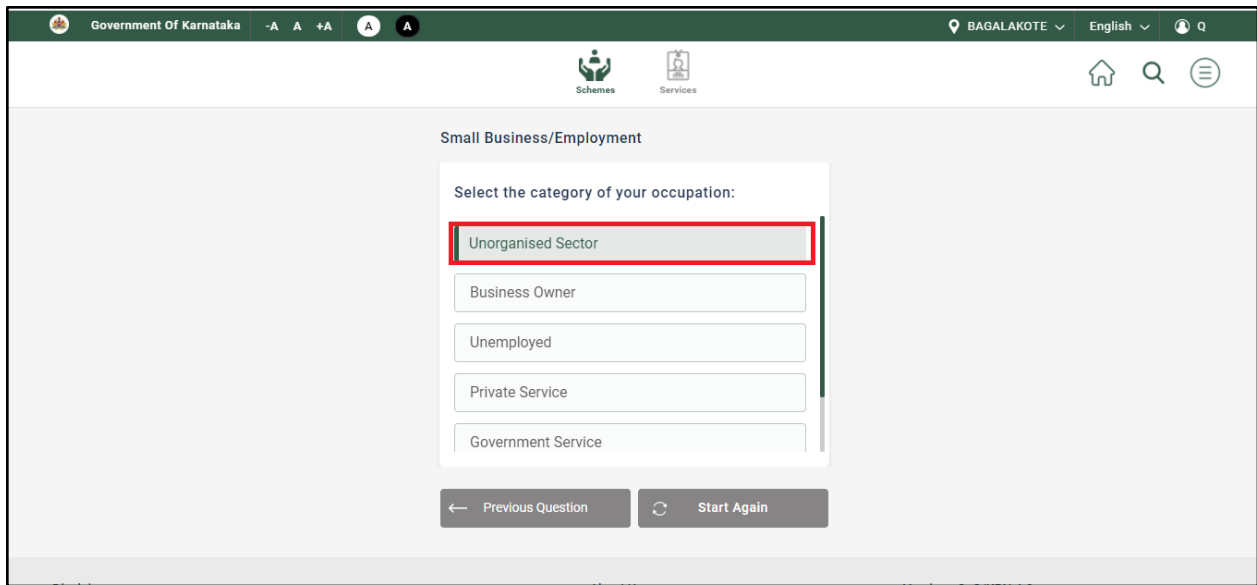 Government Of Karnataka -A A +A A A BAGALAKOTE English Q
Schemes Services
Small Business/Employment
Select the category of your occupation:
Unorganised Sector
Business Owner
Unemployed
Private Service
Government Service
Previous Question Start Again